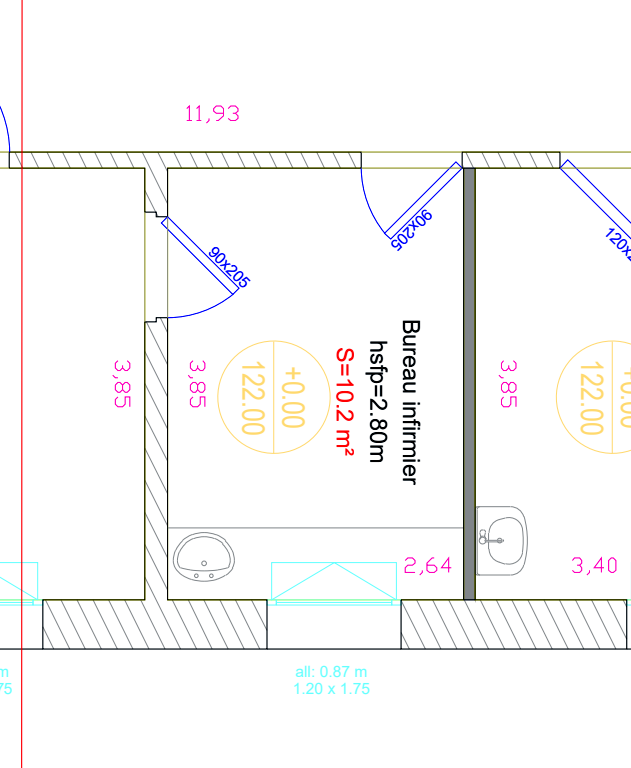 11,93
90x205
90x205
3,85
3,85
+0.00
122.00
Bureau infirmier
hsfp=2.80m
S=10.2 m²
3,85
122.00
2,64
3,40
all: 0.87 m
1.20 x 1.75